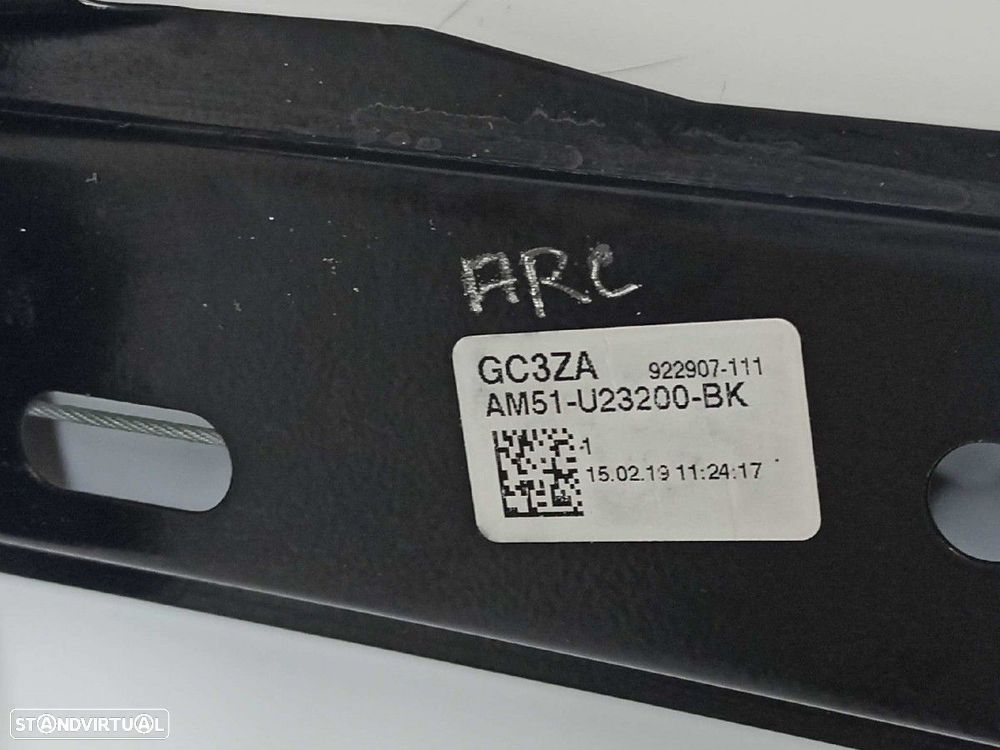 ARC
GC3ZA 922907-111
AM51-U23200-BK
1
15.02.19 11:24:17
STANDVIRTUAL